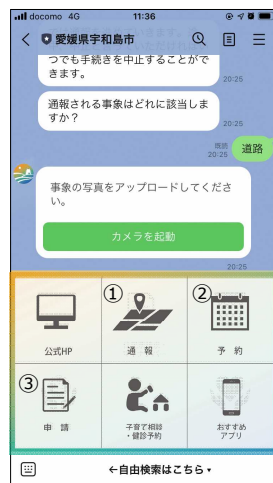 docomo 4G 11:36
愛媛県宇和島市
つでも手続きを中止することがで
きます。
20:25
通報される事象はどれに該当しま
すか？
20:25
既読
20:25
道路
事象の写真をアップロードしてくださ
い。
カメラを起動
20:25
① ②
公式HP 通 報 予 約
③
申 請 子育て相談
・健診予約 おすすめ
アプリ
←自由検索はこちら▼